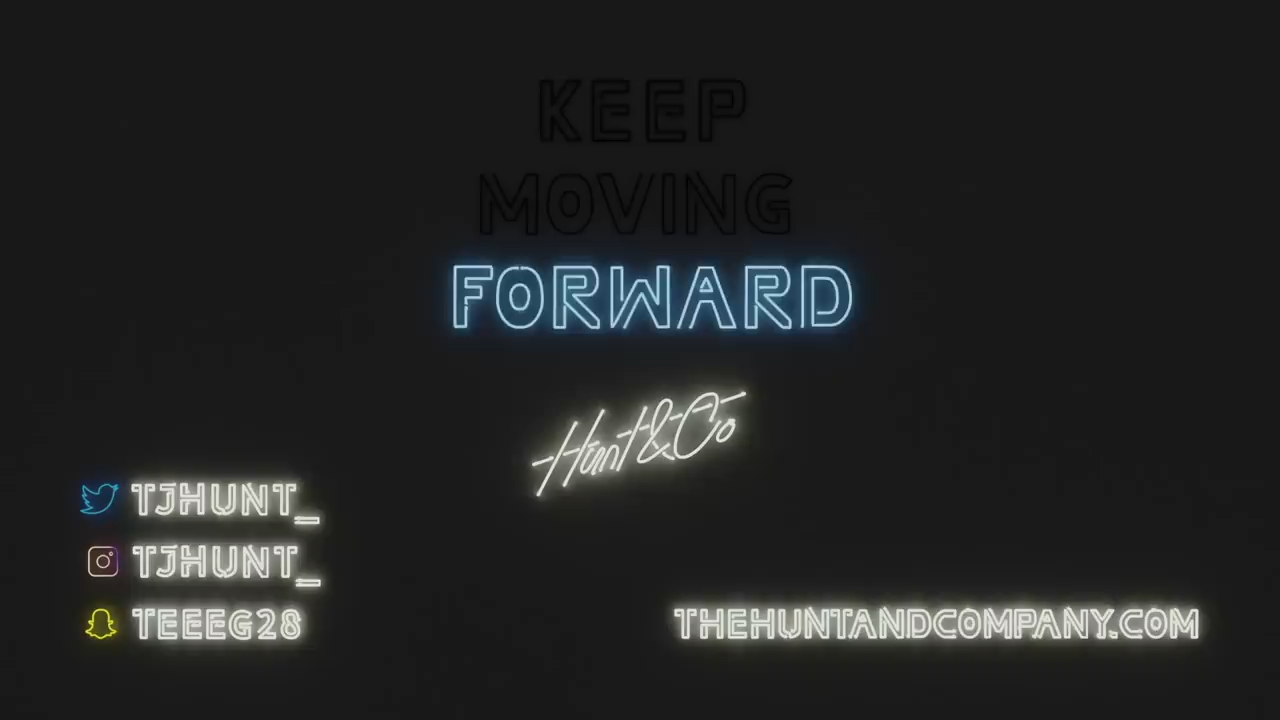 KEEP
MOVING
FORWARD
Hunt&Co
TJHUNT_
TJHUNT_
TEEEG28
THEHUNTANDCOMPANY.COM